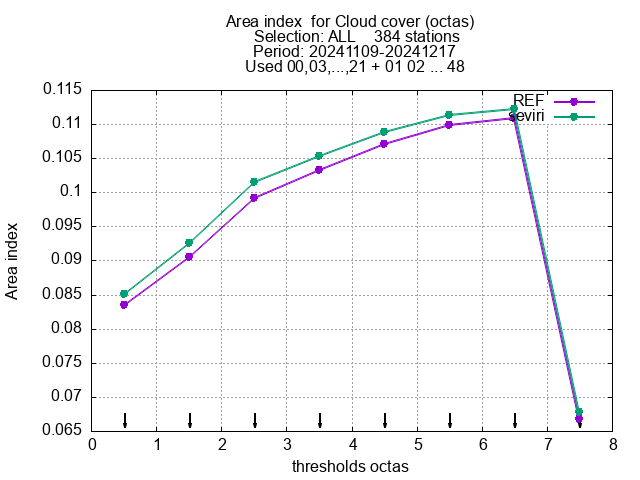 Area index  for Cloud cover (octas)
Selection: ALL    384 stations
Period: 20241109-20241217
Used 00,03,...,21 + 01 02 ... 48
REF
seviri
0.115
0.11
0.105
0.1
0.095
0.09
0.085
0.08
0.075
0.07
0.065
Area index
0 1 2 3 4 5 6 7 8
thresholds octas